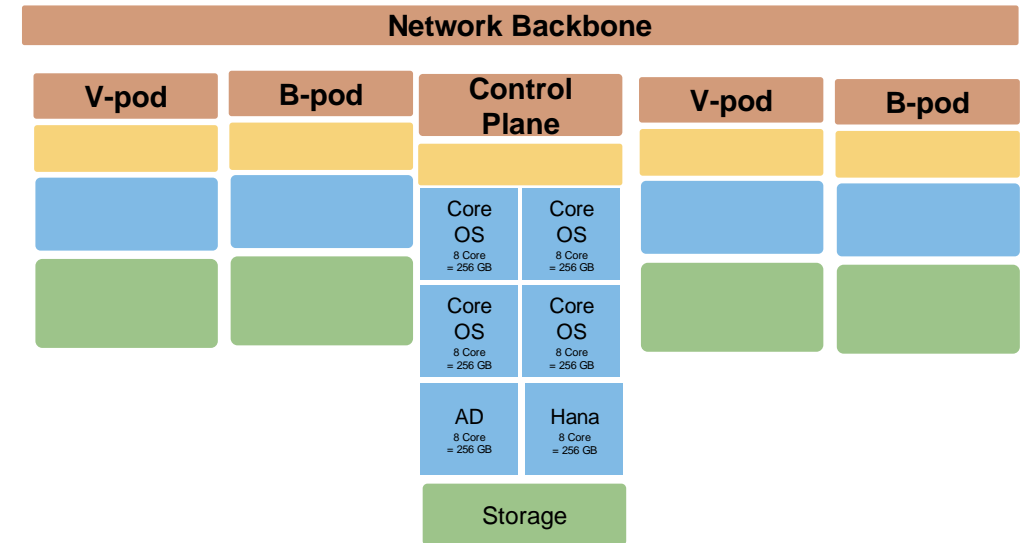 Network Backbone
V-pod
B-pod
Control
Plane
V-pod
B-pod
Core
OS
8 Core
= 256 GB
Core
OS
8 Core
= 256 GB
Core
OS
8 Core
= 256 GB
Core
OS
8 Core
= 256 GB
AD
8 Core
= 256 GB
Hana
8 Core
= 256 GB
Storage